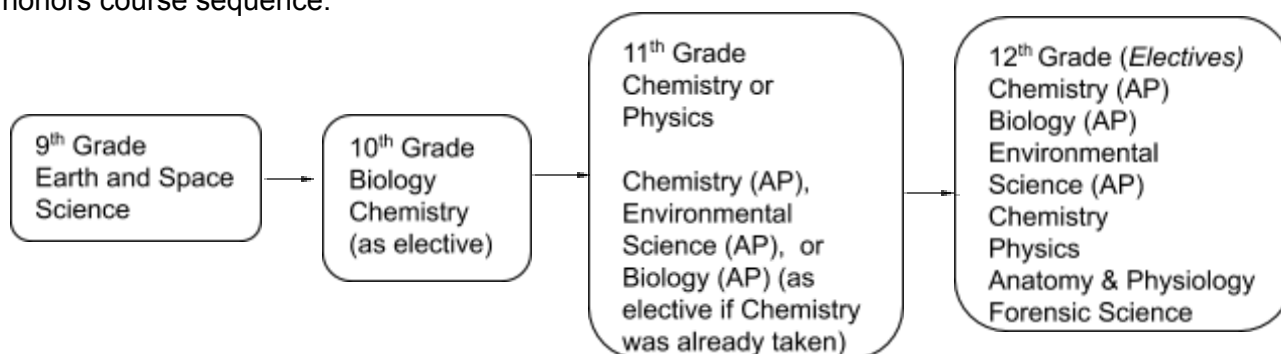 honors course sequence.
9th Grade
Earth and Space
Science
10th Grade
Biology
Chemistry
(as elective)
11th Grade
Chemistry or
Physics
Chemistry (AP),
Environmental
Science (AP), or
Biology (AP) (as
elective if Chemistry
was already taken)
12th Grade (Electives)
Chemistry (AP)
Biology (AP)
Environmental
Science (AP)
Chemistry
Physics
Anatomy & Physiology
Forensic Science